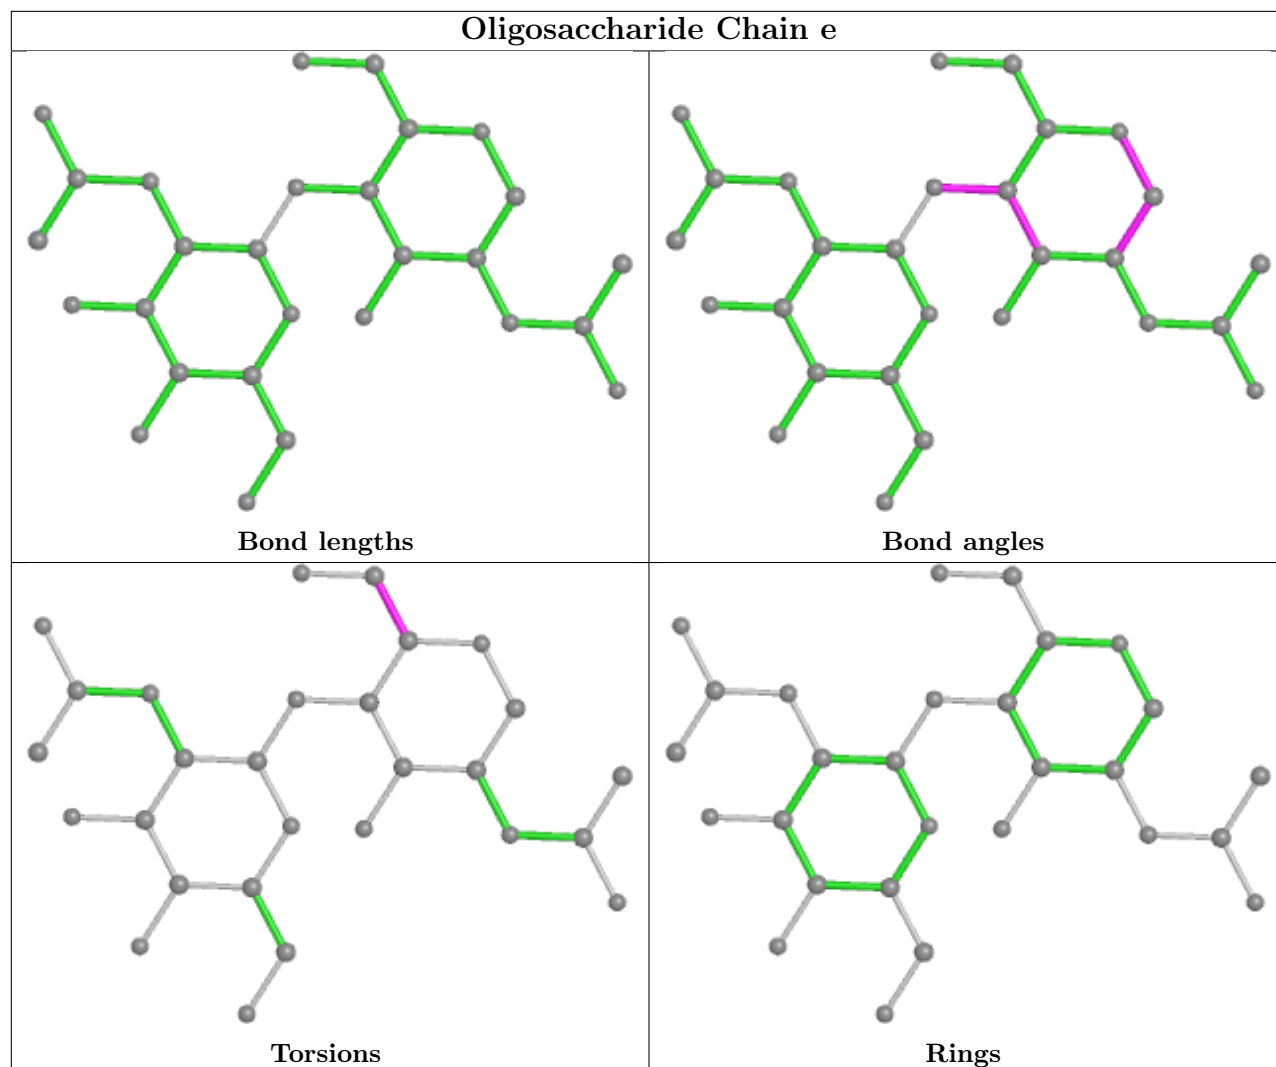 Oligosaccharide Chain e
Bond lengths
Bond angles
Torsions
Rings